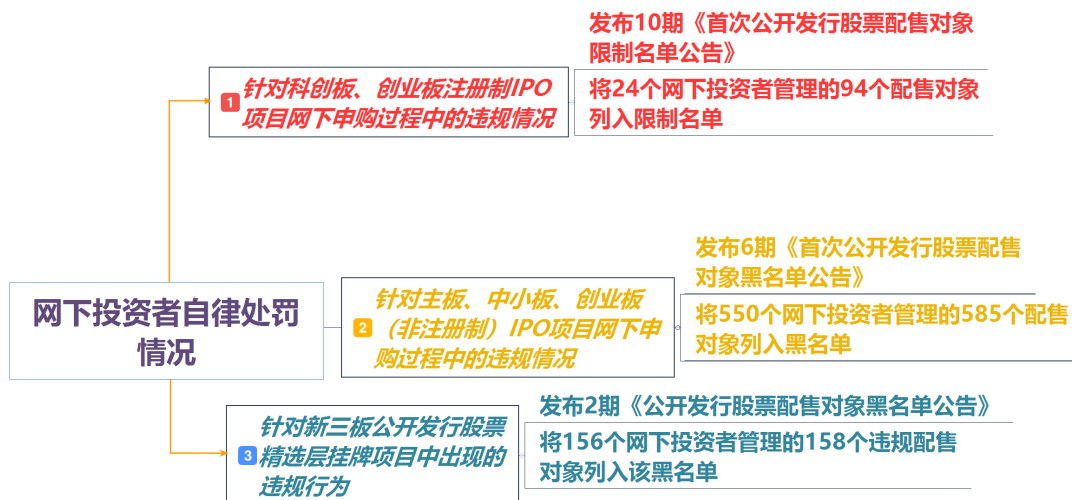 网下投资者自律处罚
情况
1
针对科创板、创业板注册制IPO
项目网下申购过程中的违规情况
发布10期《首次公开发行股票配售对象
限制名单公告》
将24个网下投资者管理的94个配售对象
列入限制名单
2
针对主板、中小板、创业板
（非注册制）IPO项目网下申
购过程中的违规情况
发布6期《首次公开发行股票配售
对象黑名单公告》
将550个网下投资者管理的585个配售
对象列入黑名单
3
针对新三板公开发行股票
精选层挂牌项目中出现的
违规行为
发布2期《公开发行股票配售对象黑名单公告》
将156个网下投资者管理的158个违规配售
对象列入该黑名单